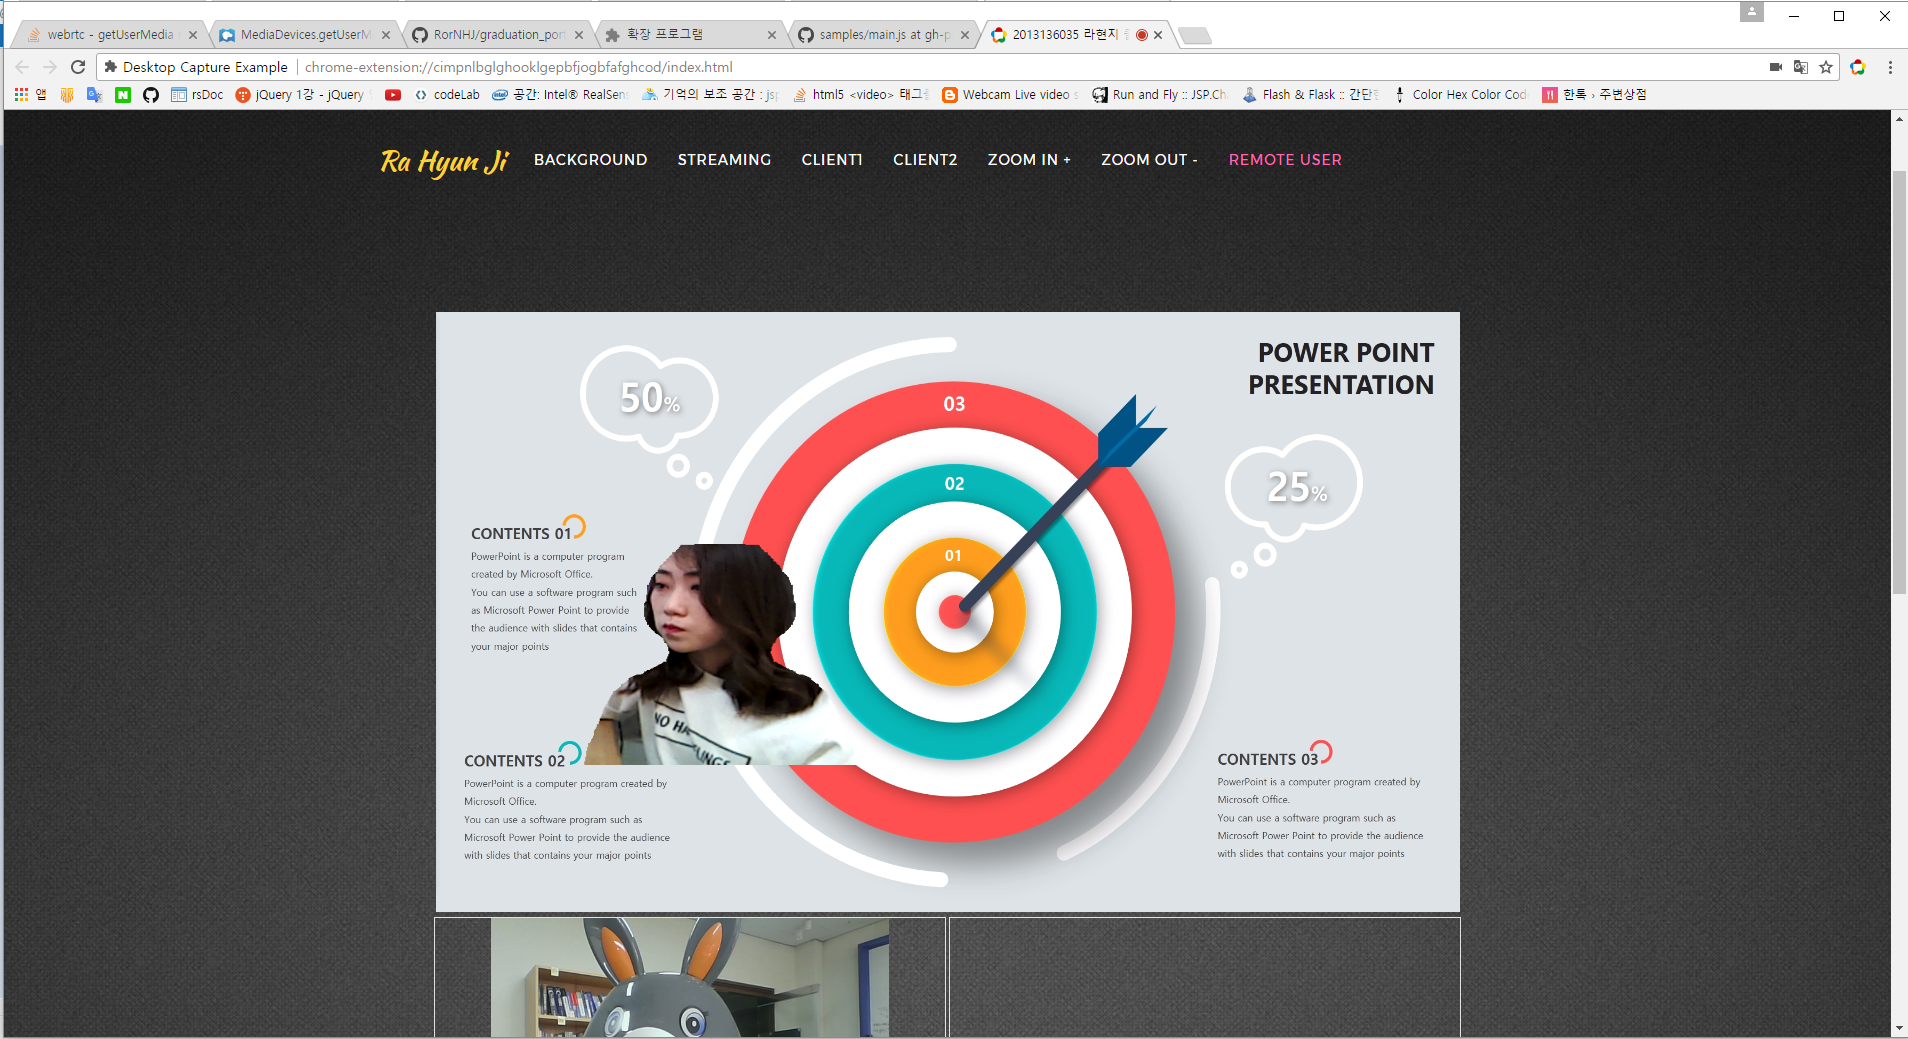 webrtc - getUserMedia
MediaDevices.getUserM
RorNHJ/graduation_por
확장 프로그램
samples/main.js at gh-p
2013136035 라현지
Desktop Capture Example
chrome-extension://cimpnlbglghooklgepbfjogbfafghcod/index.html
앱
rsDoc
jQuery 1강 - jQuery
codeLab
공간: Intel® RealSens
기억의 보조 공간 : jsp
html5 <video> 태그를
Webcam Live video s
Run and Fly :: JSP.Ch
Flash & Flask :: 간단한
Color Hex Color Cod
한톡 › 주변상점
Ra Hyun Ji
BACKGROUND
STREAMING
CLIENT1
CLIENT2
ZOOM IN +
ZOOM OUT -
REMOTE USER
POWER POINT
PRESENTATION
50%
03
02
25%
01
CONTENTS 01
PowerPoint is a computer program
created by Microsoft Office.
You can use a software program such
as Microsoft Power Point to provide
the audience with slides that contains
your major points
NO HA
LINGS
CONTENTS 02
PowerPoint is a computer program created by
Microsoft Office.
You can use a software program such as
Microsoft Power Point to provide the audience
with slides that contains your major points
CONTENTS 03
PowerPoint is a computer program created by
Microsoft Office.
You can use a software program such as
Microsoft Power Point to provide the audience
with slides that contains your major points